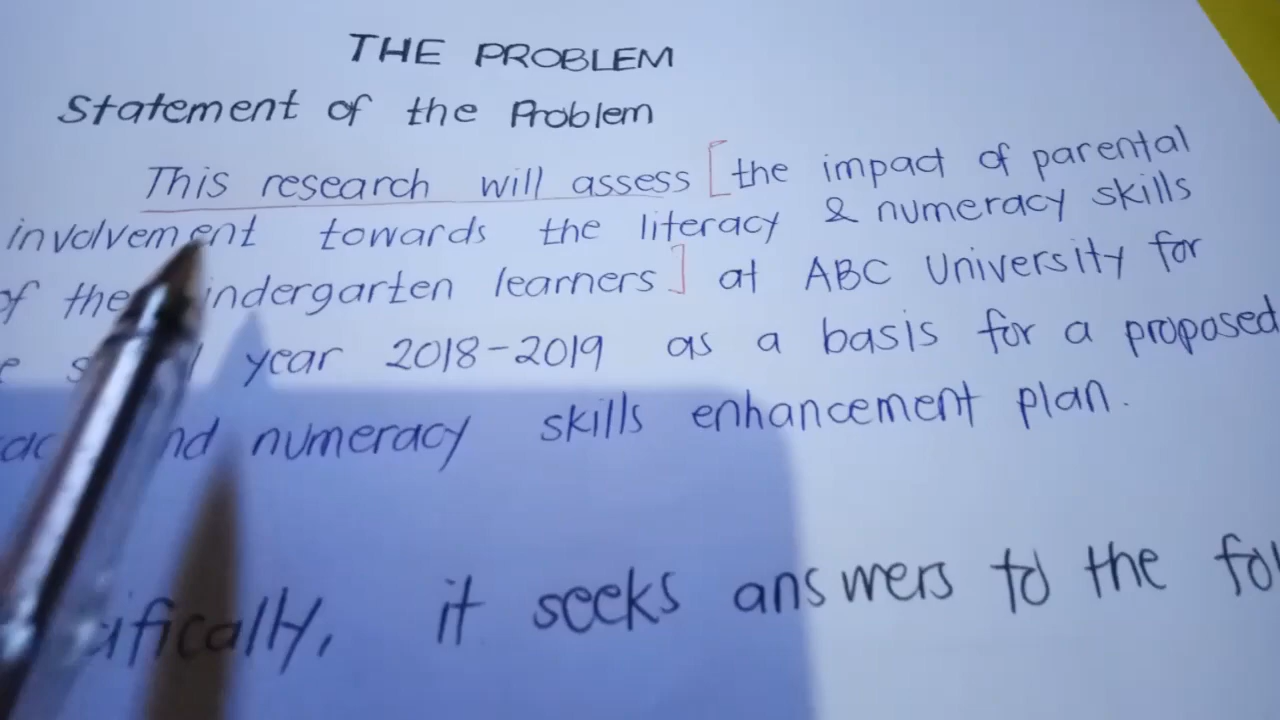 THE PROBLEM
Statement of the Problem
This research will assess [the impact of parental
involvement towards the literacy & numeracy skills
of the kindergarten learners] at ABC University for
year 2018-2019 as a basis for a proposed
numeracy skills enhancement plan.
it seeks answers to the